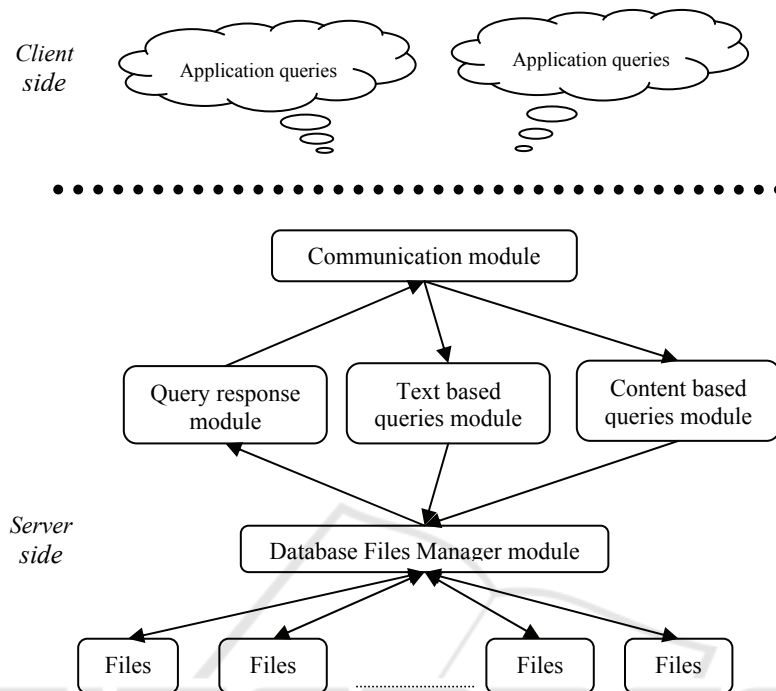 Client
side
Application queries
Application queries
Communication module
Query response
module
Text based
queries module
Content based
queries module
Server
side
Database Files Manager module
Files
Files
Files
Files